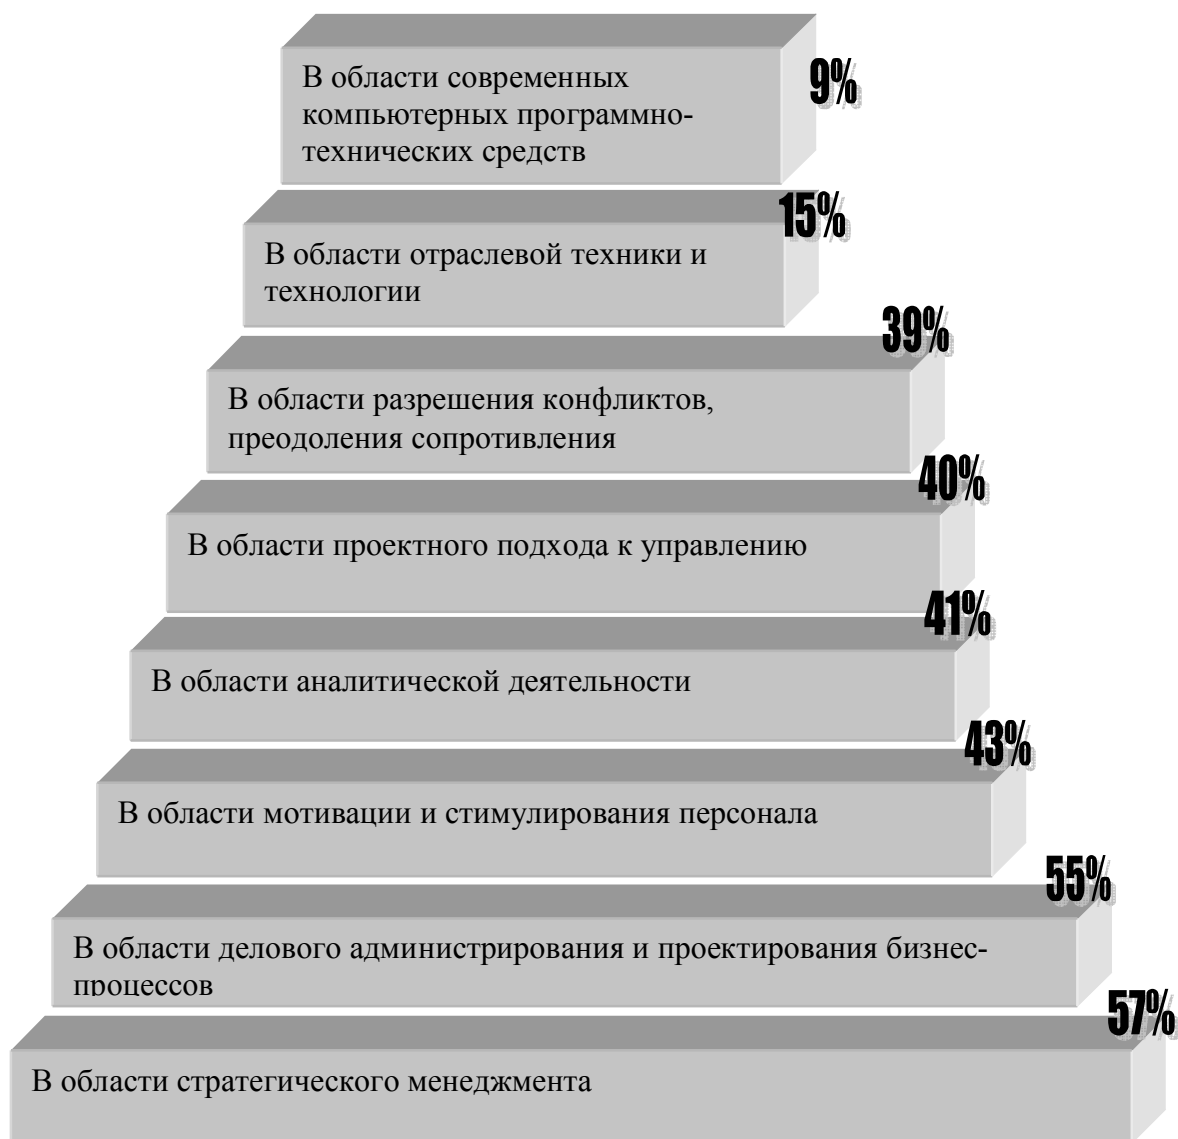 В области современных
компьютерных программно-
технических средств
9%
15%
В области отраслевой техники и
технологии
39%
В области разрешения конфликтов,
преодоления сопротивления
40%
В области проектного подхода к управлению
41%
В области аналитической деятельности
43%
В области мотивации и стимулирования персонала
55%
В области делового администрирования и проектирования бизнес-
процессов
57%
В области стратегического менеджмента